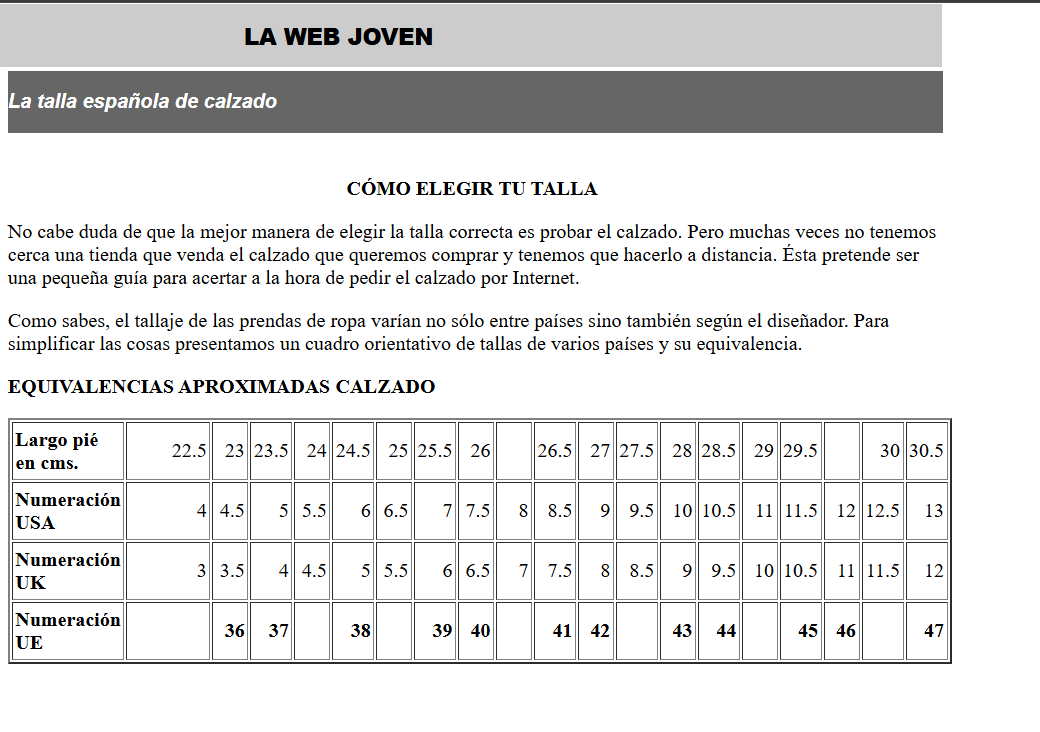 LA WEB JOVEN
La talla española de calzado
CÓMO ELEGIR TU TALLA
No cabe duda de que la mejor manera de elegir la talla correcta es probar el calzado. Pero muchas veces no tenemos
cerca una tienda que venda el calzado que queremos comprar y tenemos que hacerlo a distancia. Ésta pretende ser
una pequeña guía para acertar a la hora de pedir el calzado por Internet.
Como sabes, el tallaje de las prendas de ropa varían no sólo entre países sino también según el diseñador. Para
simplificar las cosas presentamos un cuadro orientativo de tallas de varios países y su equivalencia.
EQUIVALENCIAS APROXIMADAS CALZADO
Largo pié
en cms. 22.5 23 23.5 24 24.5 25 25.5 26 26.5 27 27.5 28 28.5 29 29.5 30 30.5
Numeración
USA 4 4.5 5 5.5 6 6.5 7 7.5 8 8.5 9 9.5 10 10.5 11 11.5 12 12.5 13
Numeración
UK 3 3.5 4 4.5 5 5.5 6 6.5 7 7.5 8 8.5 9 9.5 10 10.5 11 11.5 12
Numeración
UE 36 37 38 39 40 41 42 43 44 45 46 47